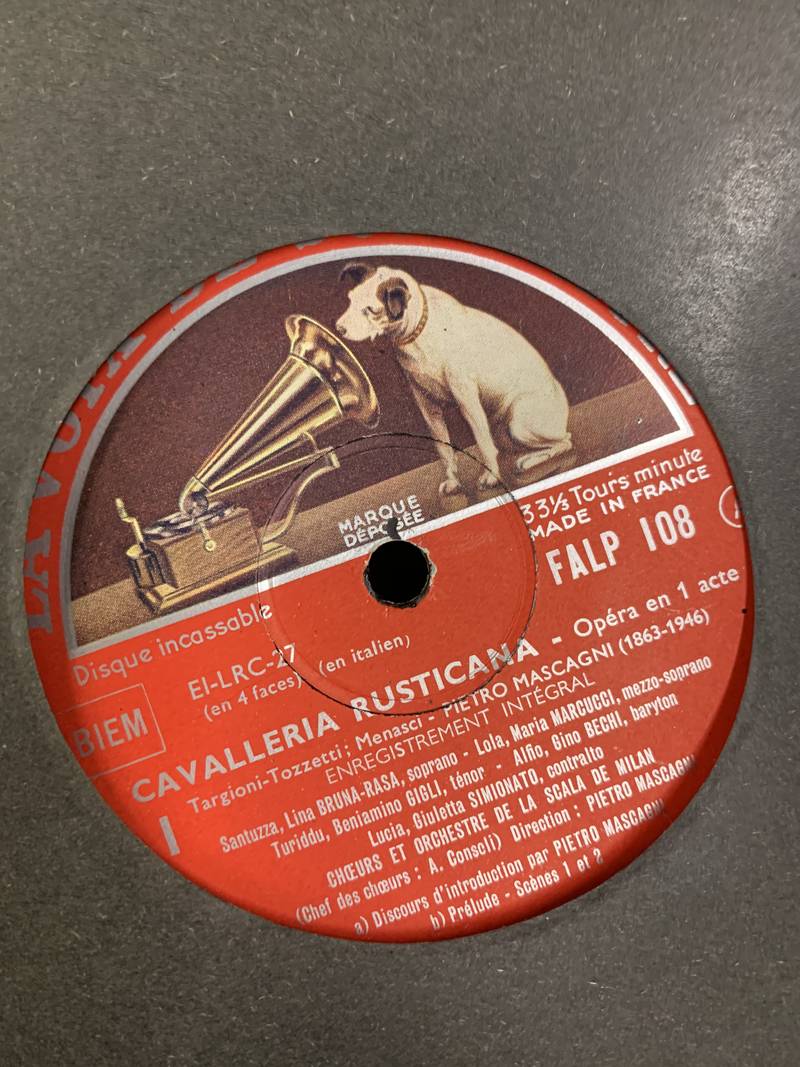 LA VOIX DE
MARQUE
DÉPOSÉE
33⅓ Tours minute
MADE IN FRANCE
FALP 108
Disque incassable
EI-LRC-27
(en 4 faces)
(en italien)
BIEM
CAVALLERIA RUSTICANA - Opéra en 1 acte
Targioni-Tozzetti; Menasci - PIETRO MASCAGNI (1863-1946)
ENREGISTREMENT INTÉGRAL
I
Santuzza, Lina BRUNA-RASA, soprano - Lola, Maria MARCUCCI, mezzo-soprano
Turiddu, Beniamino GIGLI, ténor - Alfio, Gino BECHI, baryton
Lucia, Giuletta SIMIONATO, contralto
CHŒURS ET ORCHESTRE DE LA SCALA DE MILAN
(Chef des chœurs : A. Consoli) Direction : PIETRO MASCAGNI
a) Discours d'introduction par PIETRO MASCAGNI
b) Prélude - Scènes 1 et 2